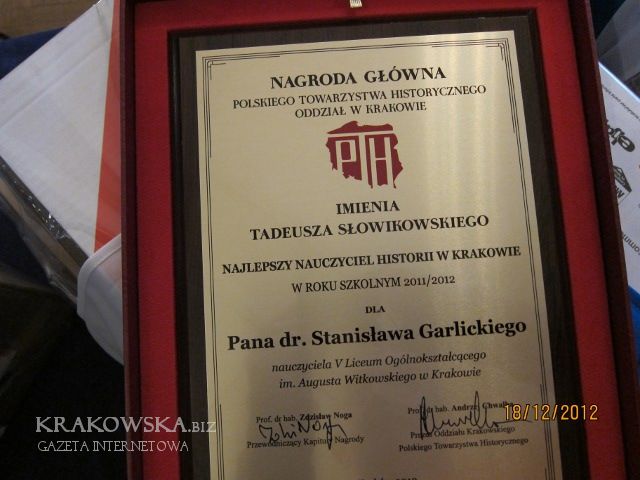 NAGRODA GŁÓWNA
POLSKIEGO TOWARZYSTWA HISTORYCZNEGO
ODDZIAŁ W KRAKOWIE
PTH
IMIENIA
TADEUSZA SŁOWIKOWSKIEGO
NAJLEPSZY NAUCZYCIEL HISTORII W KRAKOWIE
W ROKU SZKOLNYM 2011/2012
DLA
Pana dr. Stanisława Garlickiego
nauczyciela V Liceum Ogólnokształcącego
im. Augusta Witkowskiego w Krakowie
Prof. dr hab. Zdzisław Noga
Przewodniczący Kapituły Nagrody
Prof. dr hab. Andrzej Chwalba
Prezes Oddziału Krakowskiego
Polskiego Towarzystwa Historycznego
18/12/2012
KRAKOWSKA.BIZ
GAZETA INTERNETOWA